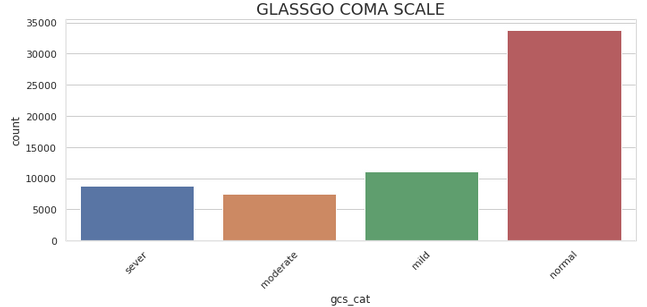 GLASSGO COMA SCALE
35000
30000
25000
20000
15000
10000
5000
0
count
sever
moderate
mild
normal
gcs_cat